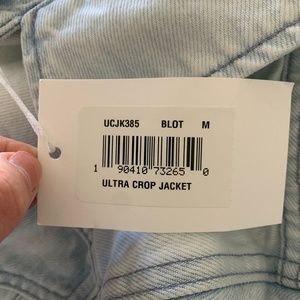 UCJK385 BLOT M
1 90410 73265 0
ULTRA CROP JACKET